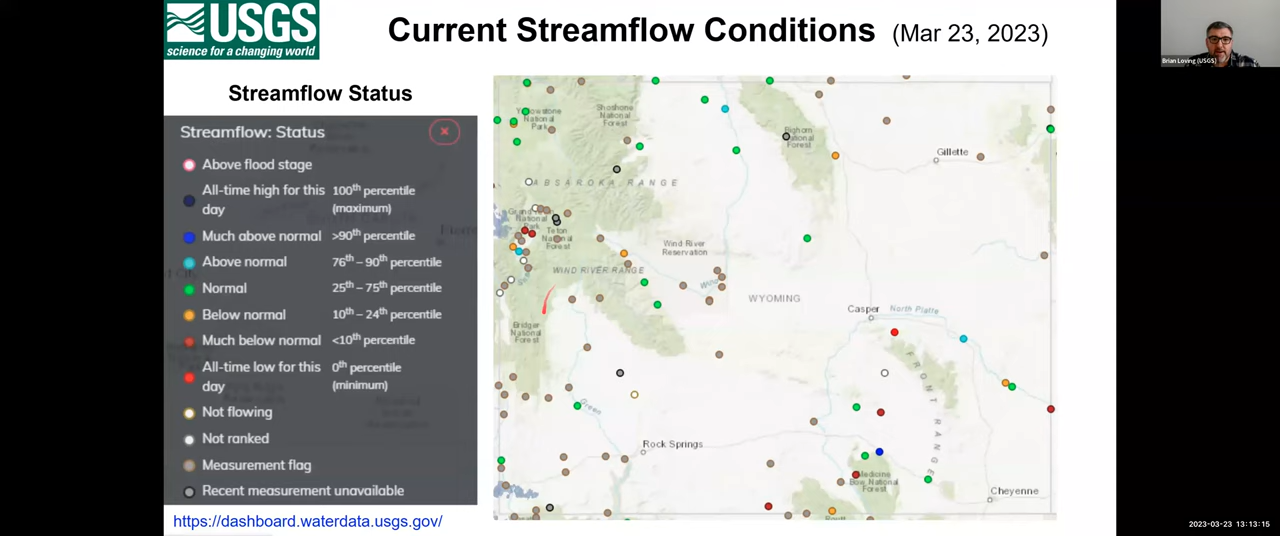 USGS
science for a changing world
Current Streamflow Conditions (Mar 23, 2023)
Brian Loving (USGS)
Streamflow Status
Streamflow: Status
Above flood stage
All-time high for this day 100th percentile (maximum)
Much above normal >90th percentile
Above normal 76th – 90th percentile
Normal 25th – 75th percentile
Below normal 10th – 24th percentile
Much below normal <10th percentile
All-time low for this day 0th percentile (minimum)
Not flowing
Not ranked
Measurement flag
Recent measurement unavailable
https://dashboard.waterdata.usgs.gov/
Yellowstone National Park
Shoshone National Forest
Bighorn National Forest
Gillette
ABSAROKA RANGE
Grand Teton National Park
Teton National Forest
Wind River Reservation
WIND RIVER RANGE
Wind
WYOMING
Casper
North Platte
Bridger National Forest
FRONT RANGE
Green
Rock Springs
Medicine Bow National Forest
Cheyenne
2023-03-23 13:13:15